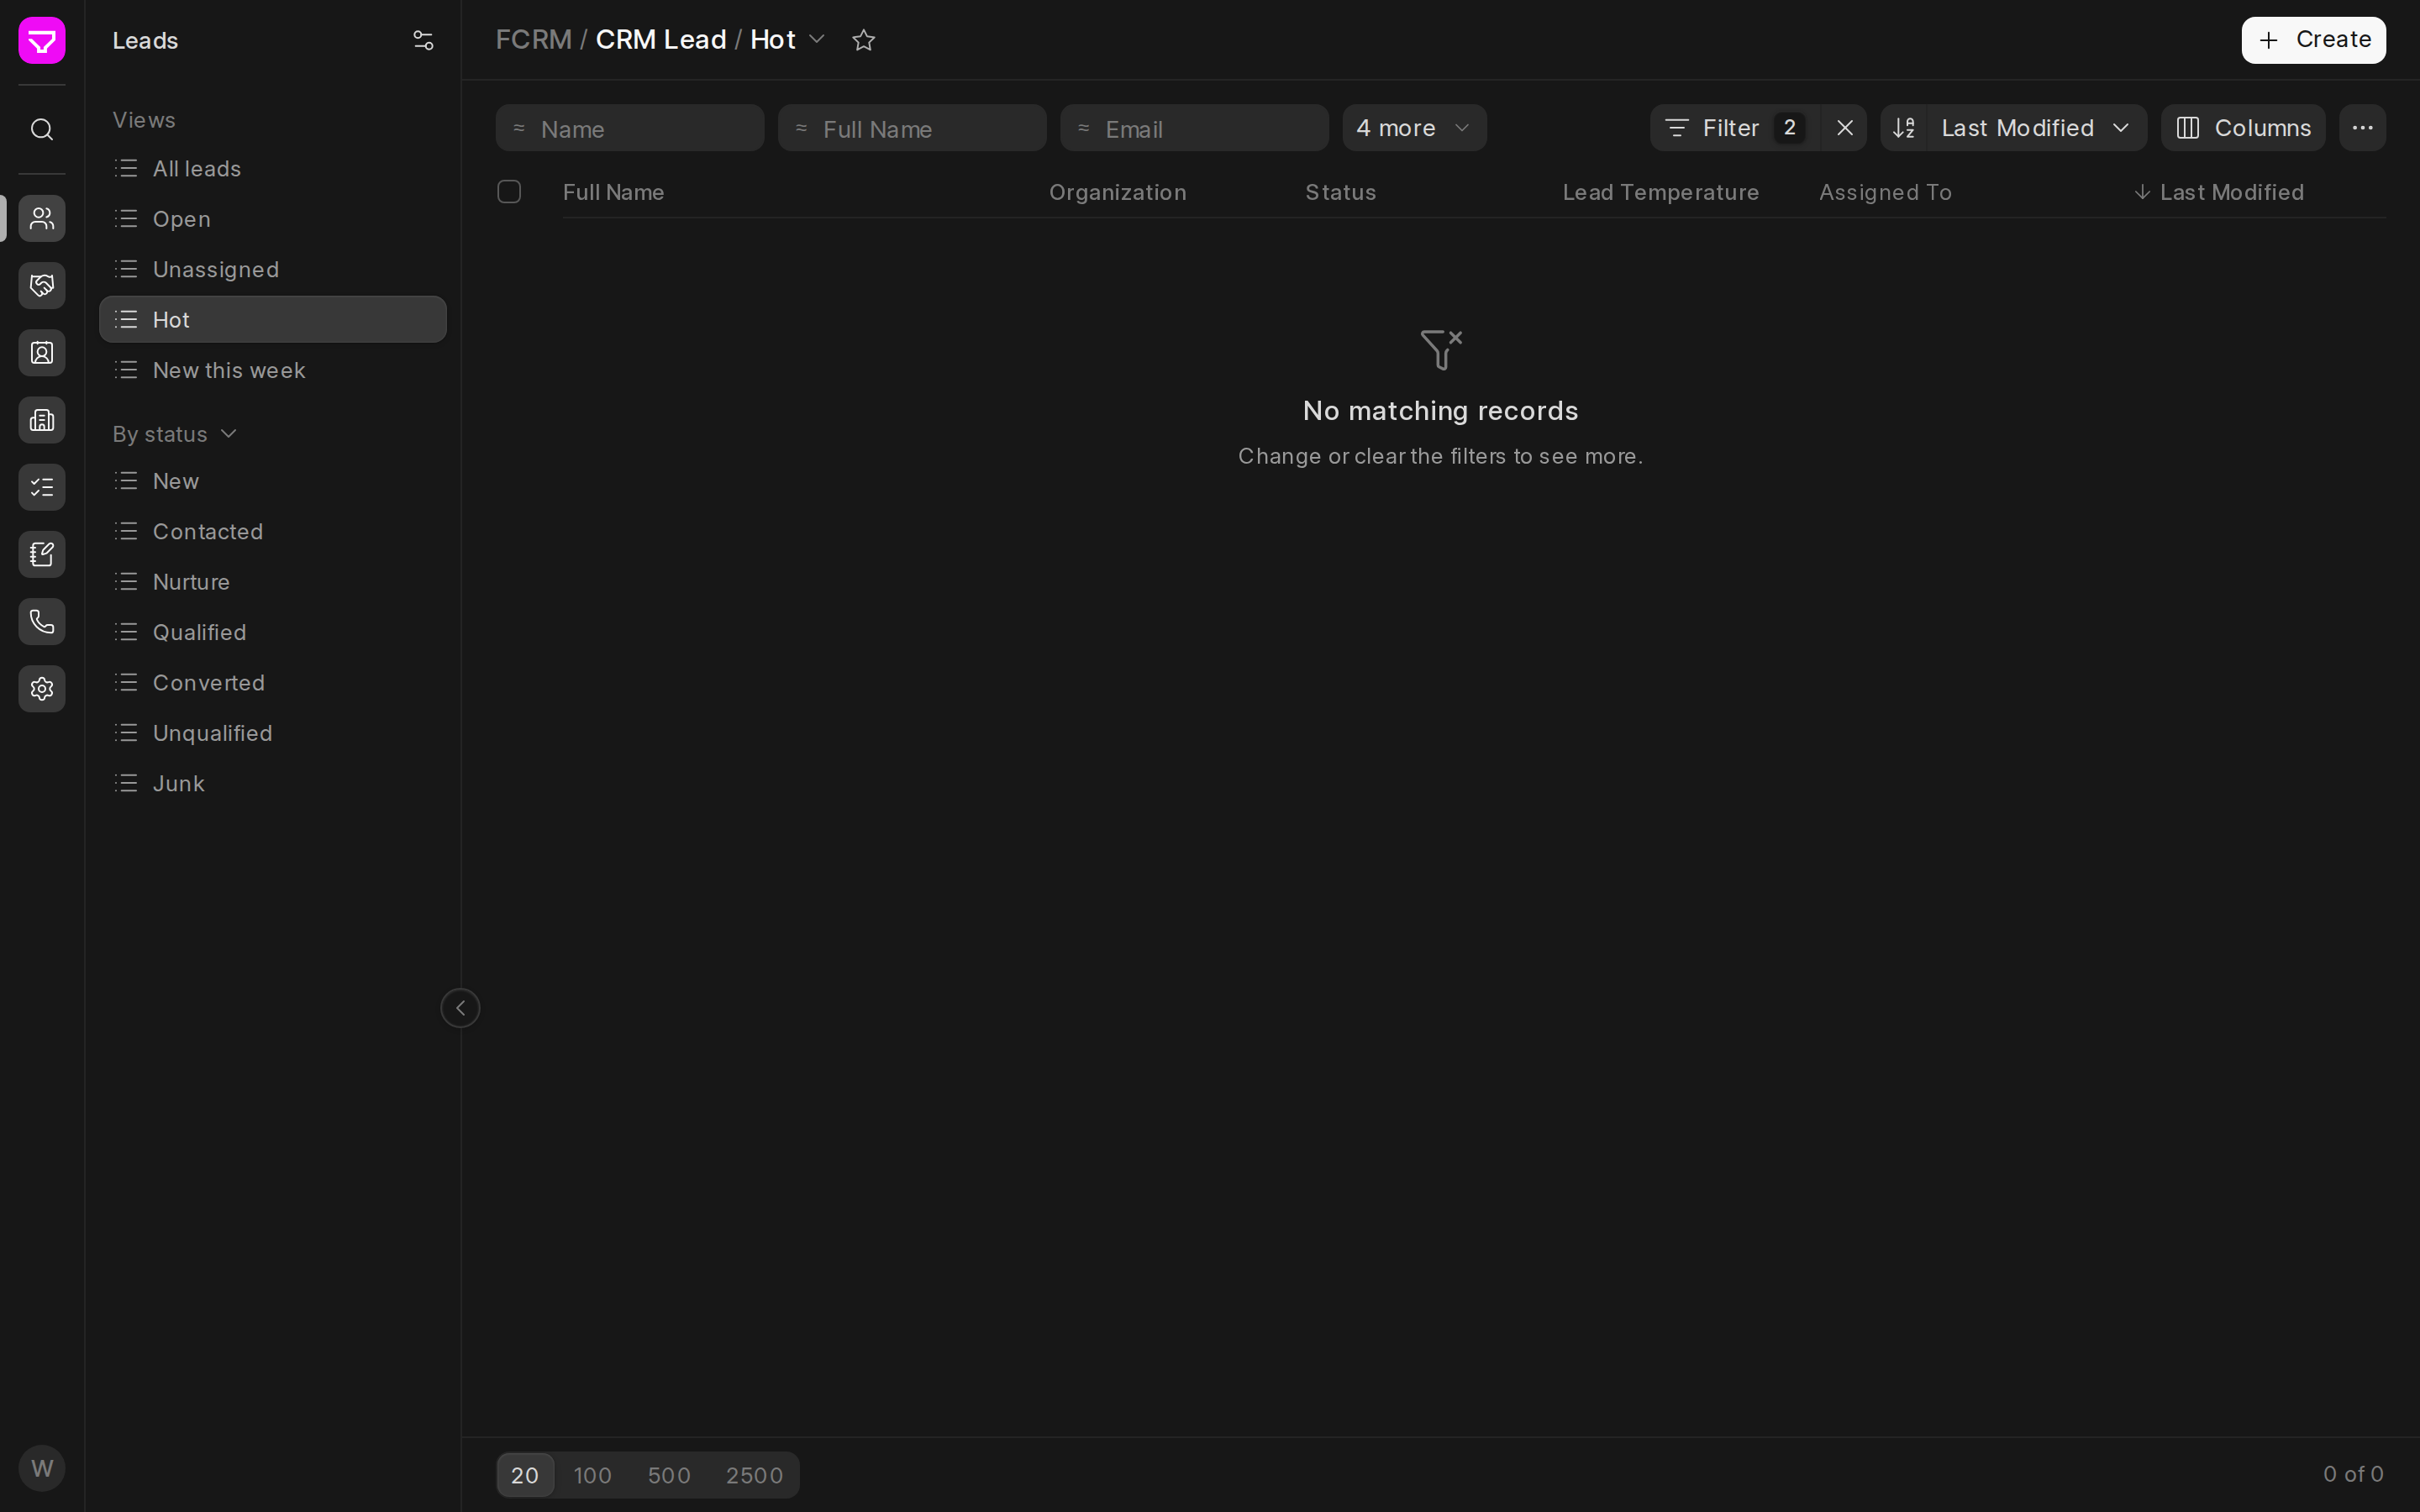 Leads
Views
All leads
Open
Unassigned
Hot
New this week
By status
New
Contacted
Nurture
Qualified
Converted
Unqualified
Junk
W
FCRM / CRM Lead / Hot
Create
≈ Name ≈ Full Name ≈ Email 4 more Filter 2 Last Modified Columns
Full Name Organization Status Lead Temperature Assigned To Last Modified
No matching records
Change or clear the filters to see more.
20 100 500 2500
0 of 0